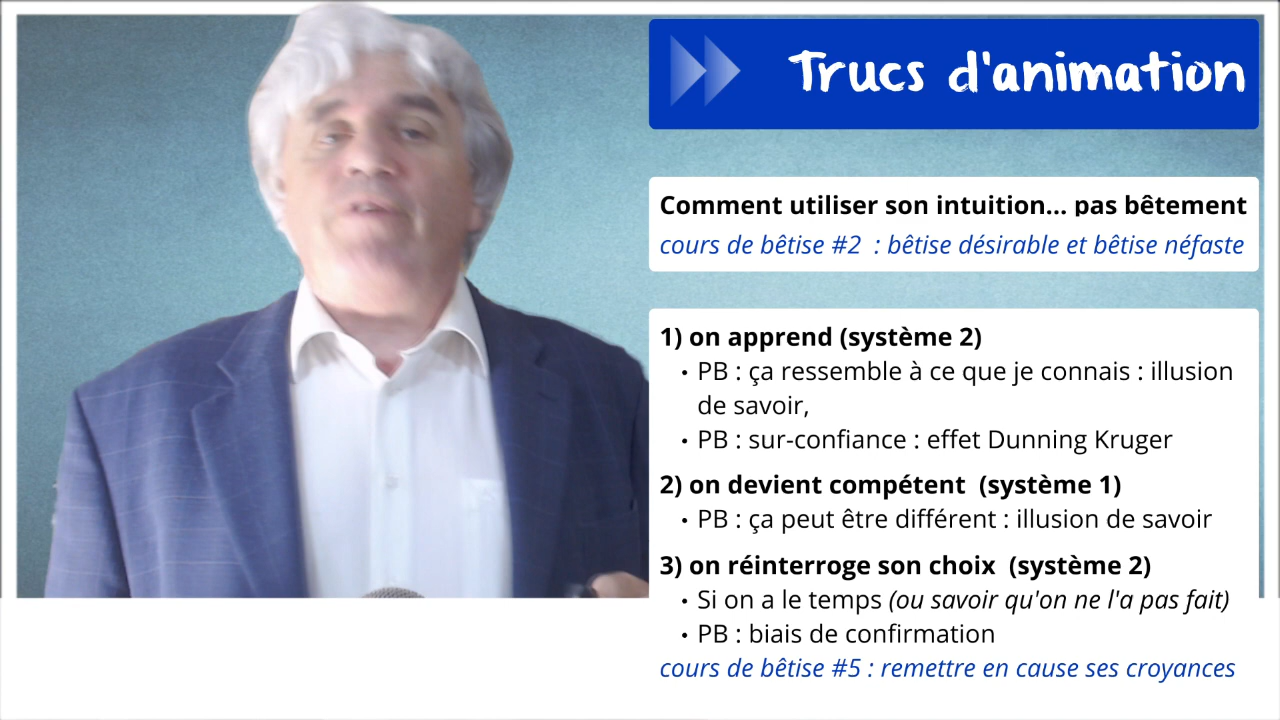 Trucs d'animation
Comment utiliser son intuition... pas bêtement
cours de bêtise #2 : bêtise désirable et bêtise néfaste
1) on apprend (système 2)
• PB : ça ressemble à ce que je connais : illusion
de savoir,
• PB : sur-confiance : effet Dunning Kruger
2) on devient compétent (système 1)
• PB : ça peut être différent : illusion de savoir
3) on réinterroge son choix (système 2)
• Si on a le temps (ou savoir qu'on ne l'a pas fait)
• PB : biais de confirmation
cours de bêtise #5 : remettre en cause ses croyances